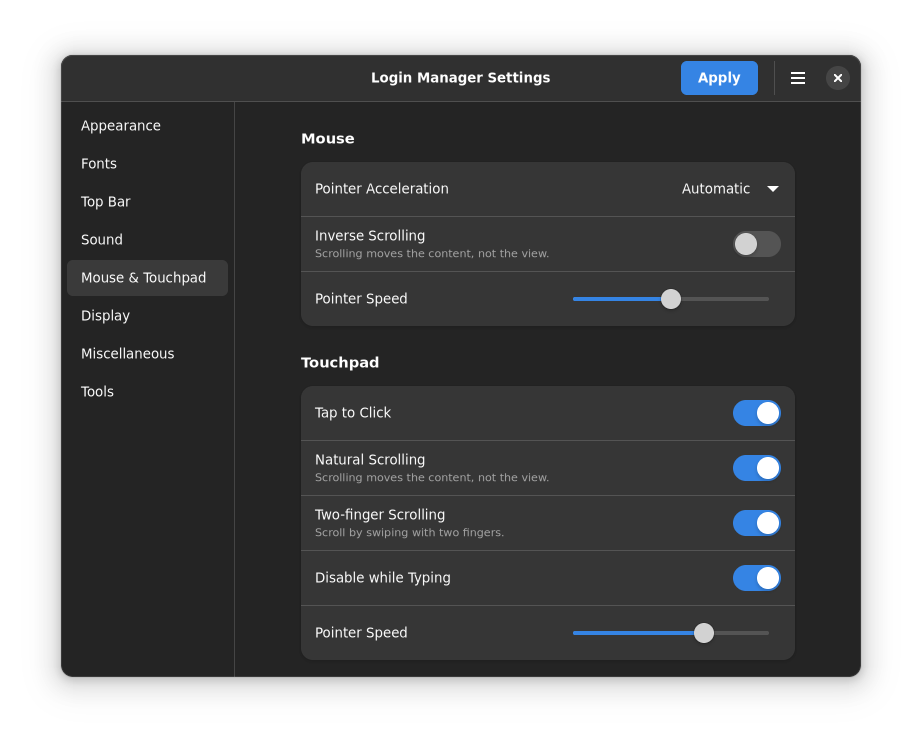 Login Manager Settings
Apply
Appearance
Fonts
Top Bar
Sound
Mouse & Touchpad
Display
Miscellaneous
Tools
Mouse
Pointer Acceleration
Automatic
Inverse Scrolling
Scrolling moves the content, not the view.
Pointer Speed
Touchpad
Tap to Click
Natural Scrolling
Scrolling moves the content, not the view.
Two-finger Scrolling
Scroll by swiping with two fingers.
Disable while Typing
Pointer Speed